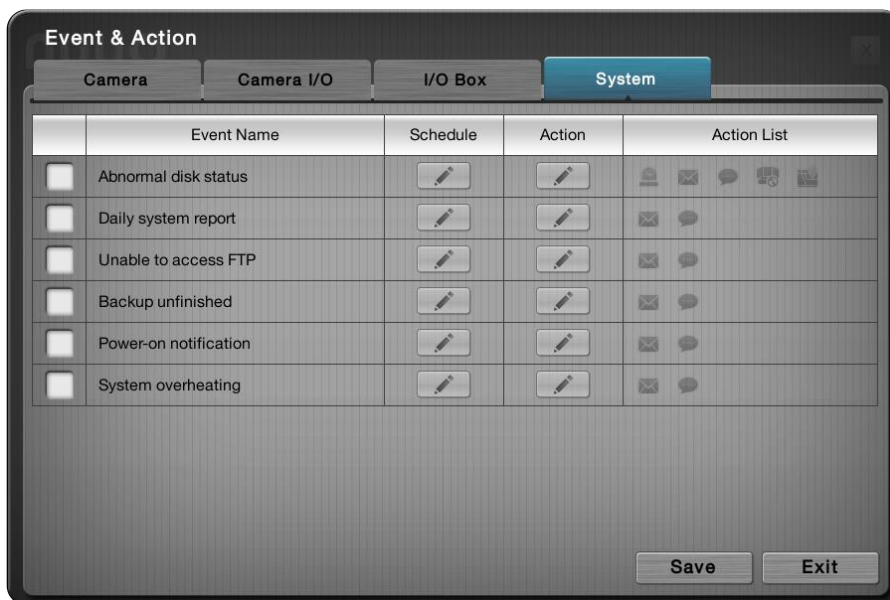 Event & Action
Camera Camera I/O I/O Box System
Event Name Schedule Action Action List
Abnormal disk status
Daily system report
Unable to access FTP
Backup unfinished
Power-on notification
System overheating
Save Exit